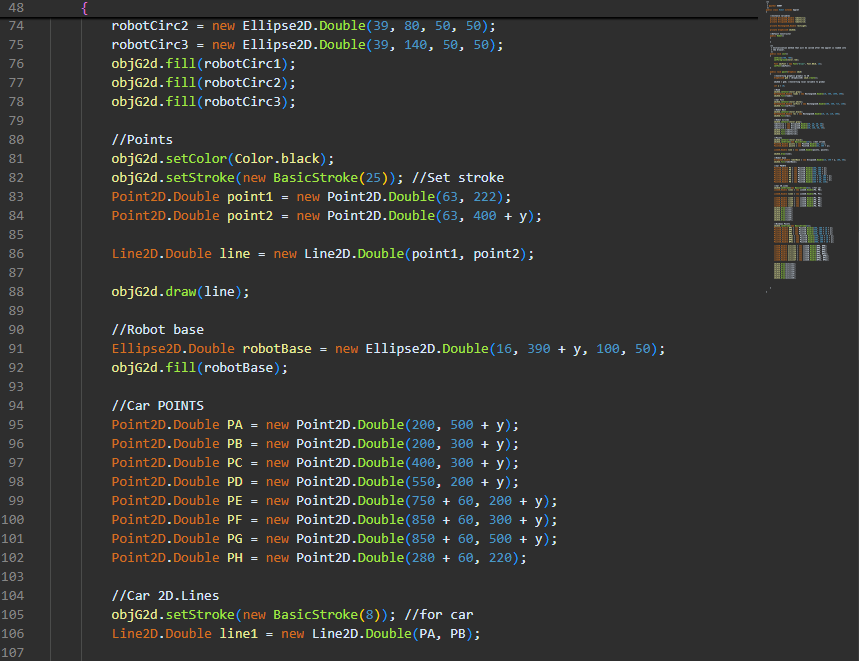 48 {
74 robotCirc2 = new Ellipse2D.Double(39, 80, 50, 50);
75 robotCirc3 = new Ellipse2D.Double(39, 140, 50, 50);
76 objG2d.fill(robotCirc1);
77 objG2d.fill(robotCirc2);
78 objG2d.fill(robotCirc3);
79
80 //Points
81 objG2d.setColor(Color.black);
82 objG2d.setStroke(new BasicStroke(25)); //Set stroke
83 Point2D.Double point1 = new Point2D.Double(63, 222);
84 Point2D.Double point2 = new Point2D.Double(63, 400 + y);
85
86 Line2D.Double line = new Line2D.Double(point1, point2);
87
88 objG2d.draw(line);
89
90 //Robot base
91 Ellipse2D.Double robotBase = new Ellipse2D.Double(16, 390 + y, 100, 50);
92 objG2d.fill(robotBase);
93
94 //Car POINTS
95 Point2D.Double PA = new Point2D.Double(200, 500 + y);
96 Point2D.Double PB = new Point2D.Double(200, 300 + y);
97 Point2D.Double PC = new Point2D.Double(400, 300 + y);
98 Point2D.Double PD = new Point2D.Double(550, 200 + y);
99 Point2D.Double PE = new Point2D.Double(750 + 60, 200 + y);
100 Point2D.Double PF = new Point2D.Double(850 + 60, 300 + y);
101 Point2D.Double PG = new Point2D.Double(850 + 60, 500 + y);
102 Point2D.Double PH = new Point2D.Double(280 + 60, 220);
103
104 //Car 2D.Lines
105 objG2d.setStroke(new BasicStroke(8)); //for car
106 Line2D.Double line1 = new Line2D.Double(PA, PB);
107